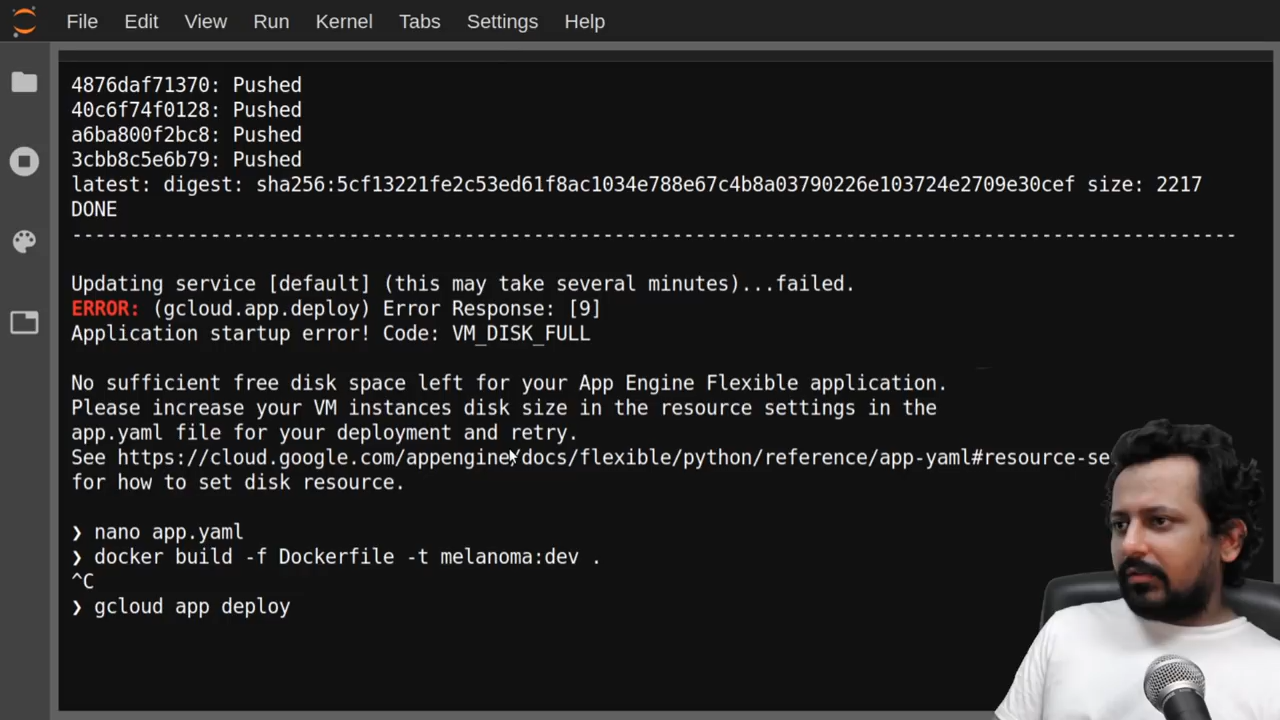 File Edit View Run Kernel Tabs Settings Help
4876daf71370: Pushed
40c6f74f0128: Pushed
a6ba800f2bc8: Pushed
3cbb8c5e6b79: Pushed
latest: digest: sha256:5cf13221fe2c53ed61f8ac1034e788e67c4b8a03790226e103724e2709e30cef size: 2217
DONE
-----------------------------------------------------------------------------------------------------
Updating service [default] (this may take several minutes)...failed.
ERROR: (gcloud.app.deploy) Error Response: [9]
Application startup error! Code: VM_DISK_FULL
No sufficient free disk space left for your App Engine Flexible application.
Please increase your VM instances disk size in the resource settings in the
app.yaml file for your deployment and retry.
See https://cloud.google.com/appengine/docs/flexible/python/reference/app-yaml#resource-se
for how to set disk resource.
❯ nano app.yaml
❯ docker build -f Dockerfile -t melanoma:dev .
^C
❯ gcloud app deploy